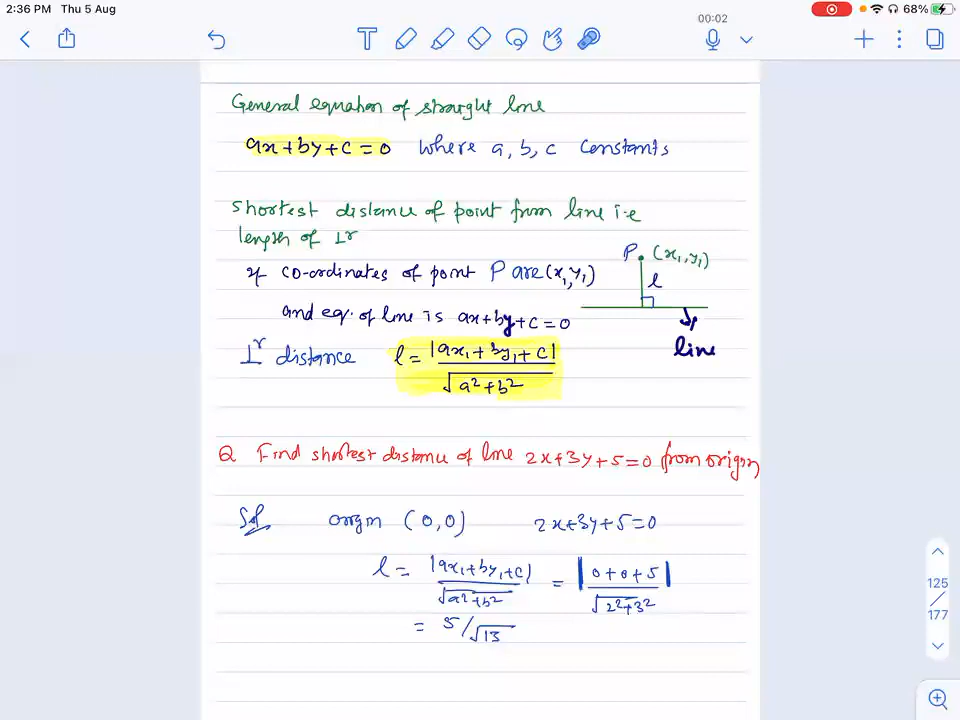 2:36 PM Thu 5 Aug
68%
00:02
T
General equation of straight line
ax+by+c=0 where a, b, c constants
Shortest distance of point from line i.e
length of ⊥r
If co-ordinates of point P are (x₁,y₁)
P (x₁,y₁)
l
and eq. of line is ax+by+c=0
line
⊥r distance l = |ax₁+by₁+c| / √a²+b²
Q Find shortest distance of line 2x+3y+5=0 from origin
Sol origin (0,0) 2x+3y+5=0
l = |ax₁+by₁+c| / √a²+b² = |0+0+5 / √2²+3²|
= 5/√13
125
177